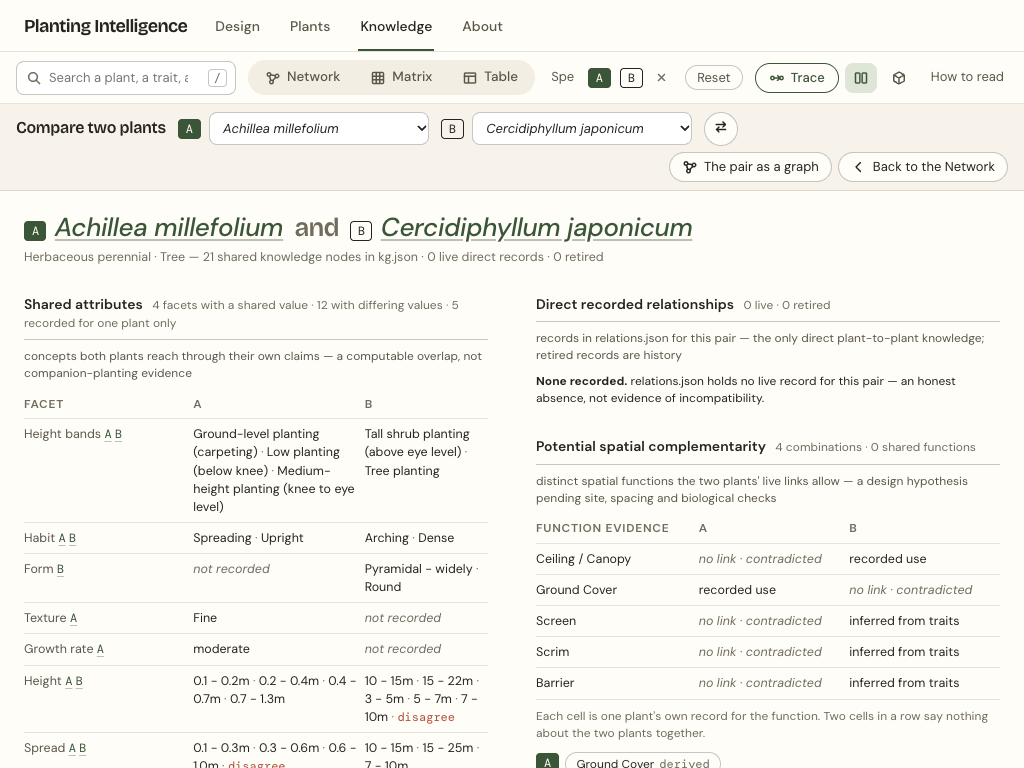 Planting Intelligence Design Plants Knowledge About
Search a plant, a trait, a / Network Matrix Table Spe A B × Reset Trace How to read
Compare two plants A Achillea millefolium B Cercidiphyllum japonicum
The pair as a graph Back to the Network
A Achillea millefolium and B Cercidiphyllum japonicum
Herbaceous perennial · Tree — 21 shared knowledge nodes in kg.json · 0 live direct records · 0 retired
Shared attributes 4 facets with a shared value · 12 with differing values · 5
recorded for one plant only
concepts both plants reach through their own claims — a computable overlap, not
companion-planting evidence
FACET A B
Height bands A B Ground-level planting Tall shrub planting
(carpeting) · Low planting (above eye level) ·
(below knee) · Medium- Tree planting
height planting (knee to eye
level)
Habit A B Spreading · Upright Arching · Dense
Form B not recorded Pyramidal - widely ·
Round
Texture A Fine not recorded
Growth rate A moderate not recorded
Height A B 0.1 - 0.2m · 0.2 - 0.4m · 0.4 - 10 - 15m · 15 - 22m ·
0.7m · 0.7 - 1.3m 3 - 5m · 5 - 7m · 7 -
10m · disagree
Spread A B 0.1 - 0.3m · 0.3 - 0.6m · 0.6 - 10 - 15m · 15 - 25m ·
1.0m · disagree 7 - 10m
Direct recorded relationships 0 live · 0 retired
records in relations.json for this pair — the only direct plant-to-plant knowledge;
retired records are history
None recorded. relations.json holds no live record for this pair — an honest
absence, not evidence of incompatibility.
Potential spatial complementarity 4 combinations · 0 shared functions
distinct spatial functions the two plants' live links allow — a design hypothesis
pending site, spacing and biological checks
FUNCTION EVIDENCE A B
Ceiling / Canopy no link · contradicted recorded use
Ground Cover recorded use no link · contradicted
Screen no link · contradicted inferred from traits
Scrim no link · contradicted inferred from traits
Barrier no link · contradicted inferred from traits
Each cell is one plant's own record for the function. Two cells in a row say nothing
about the two plants together.
A Ground Cover derived